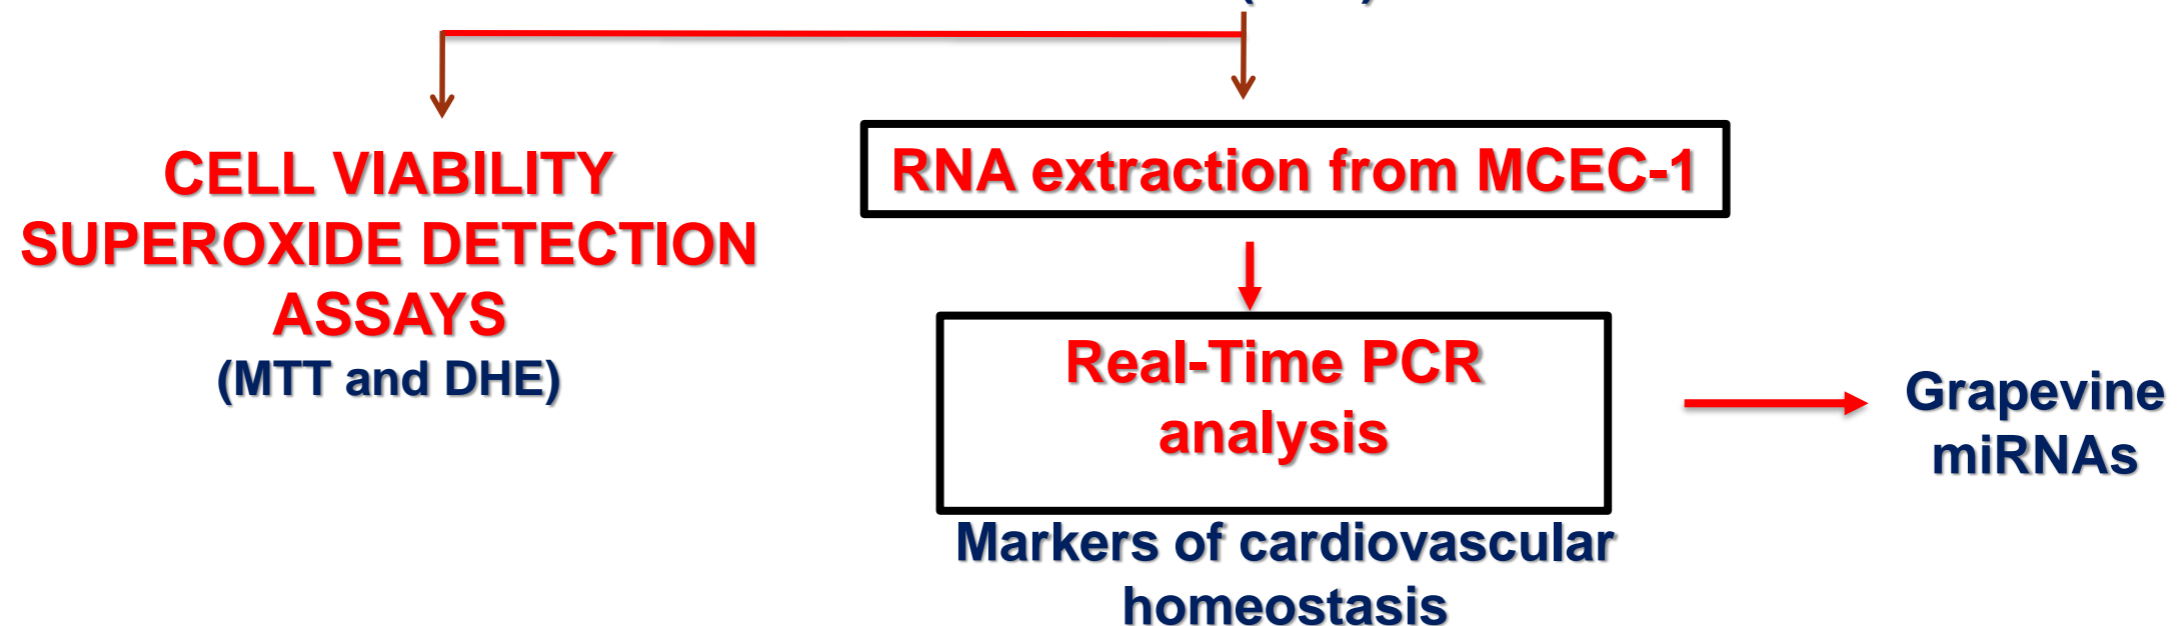 CELL VIABILITY
SUPEROXIDE DETECTION
ASSAYS
(MTT and DHE)
RNA extraction from MCEC-1
Real-Time PCR
analysis
Markers of cardiovascular
homeostasis
Grapevine
miRNAs